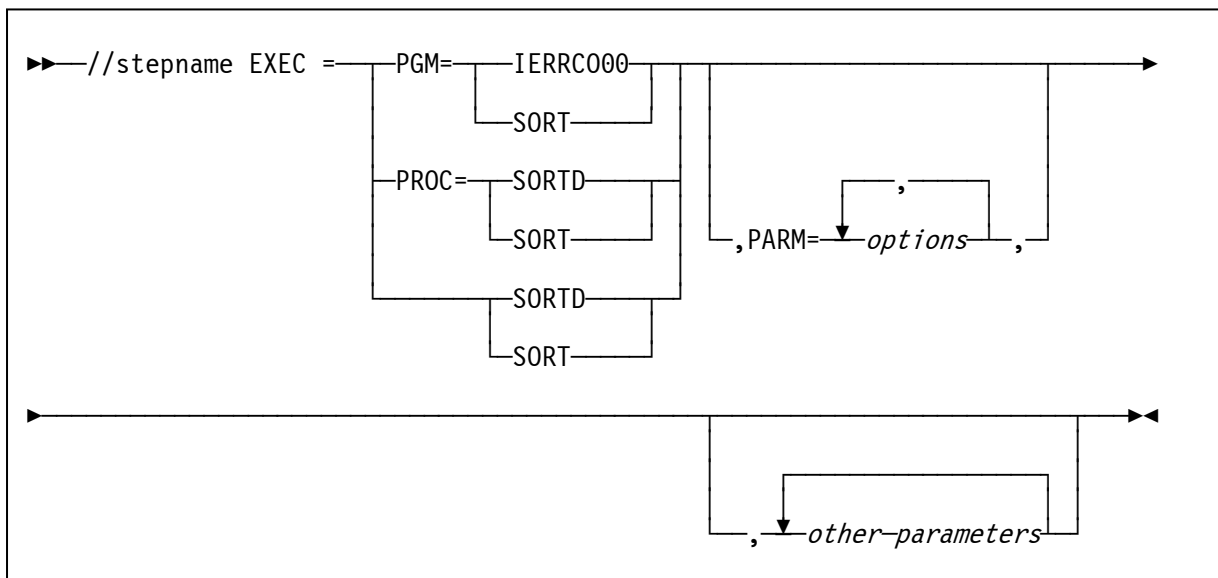 //stepname EXEC = PGM= IERRCO00
SORT
PROC= SORTD
,
SORT
,PARM= options ,
SORTD
SORT
, other parameters